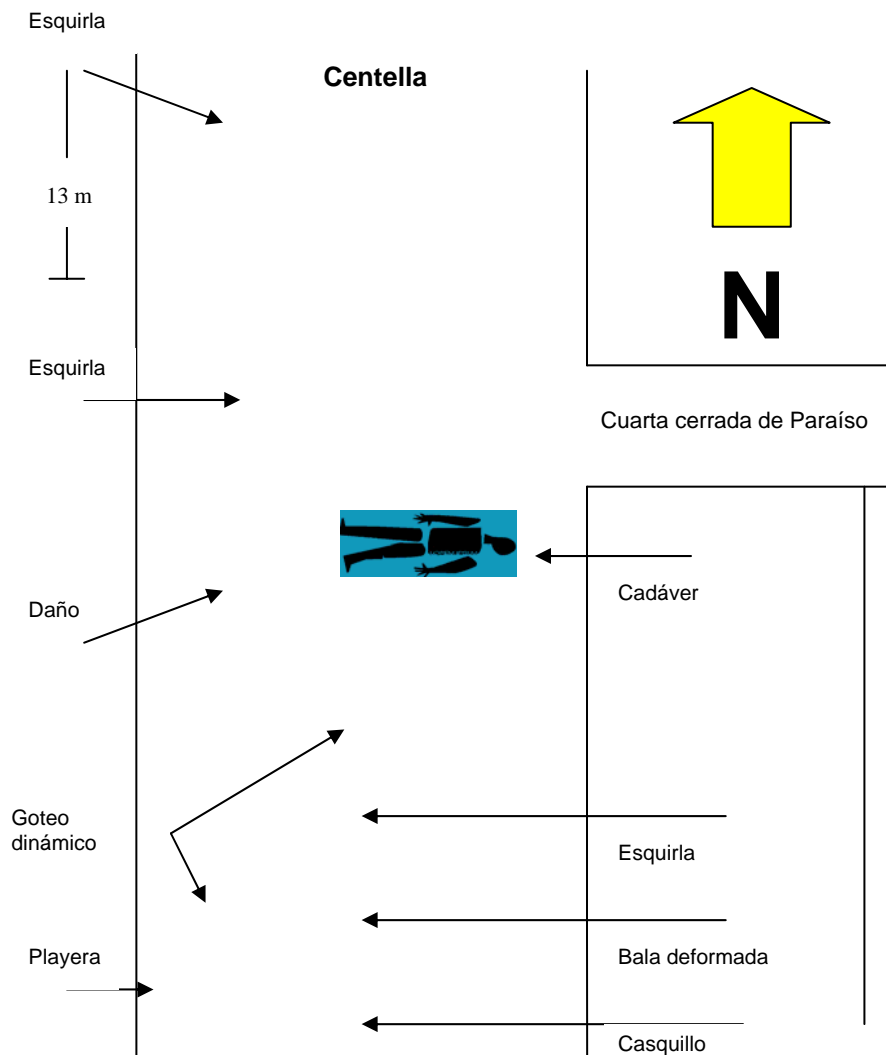 Esquirla
Centella
13 m
N
Esquirla
Cuarta cerrada de Paraíso
Cadáver
Daño
Goteo
dinámico
Esquirla
Playera
Bala deformada
Casquillo